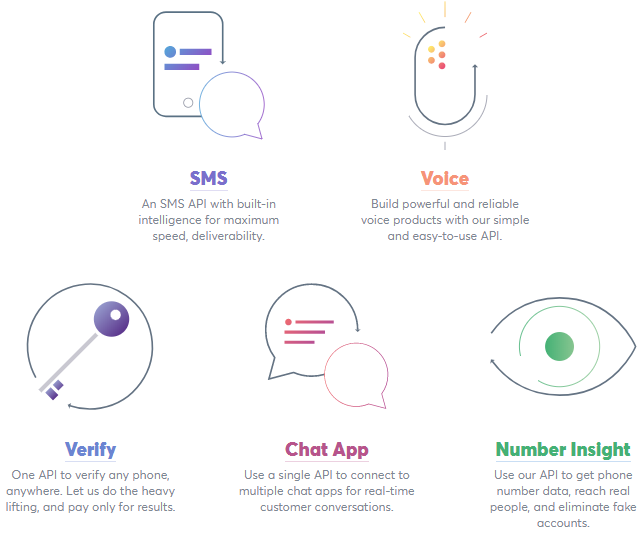 SMS
An SMS API with built-in
intelligence for maximum
speed, deliverability.
Voice
Build powerful and reliable
voice products with our simple
and easy-to-use API.
Verify
One API to verify any phone,
anywhere. Let us do the heavy
lifting, and pay only for results.
Chat App
Use a single API to connect to
multiple chat apps for real-time
customer conversations.
Number Insight
Use our API to get phone
number data, reach real
people, and eliminate fake
accounts.